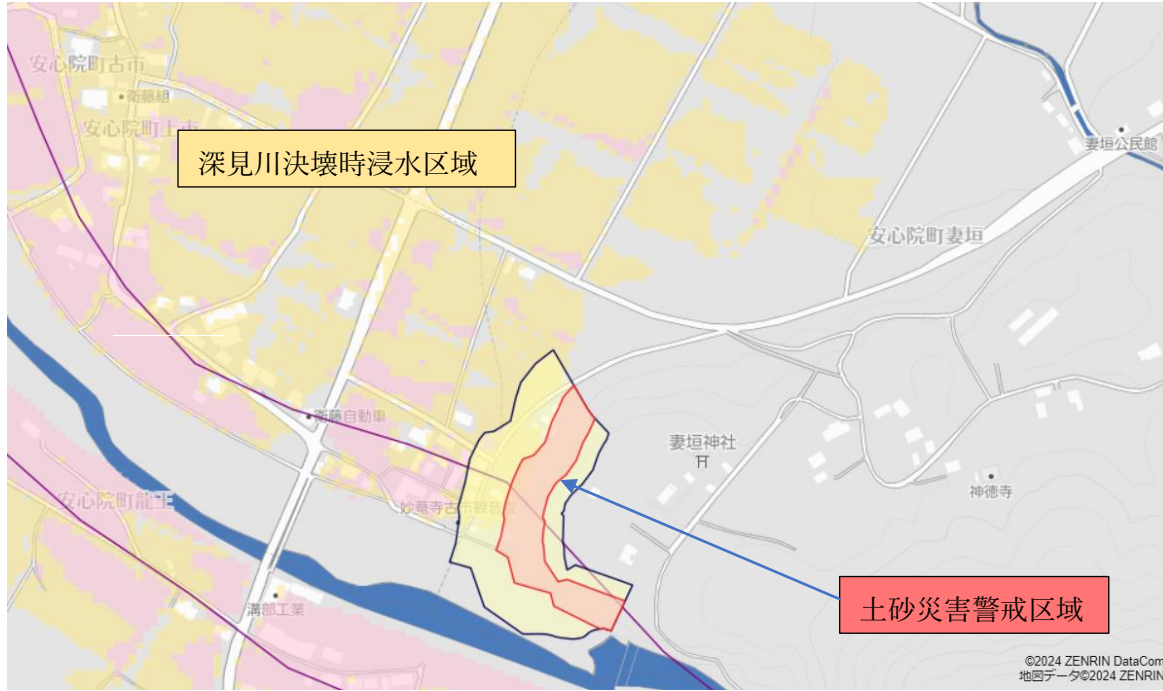 安心院町古市
衛藤組
安心院町上市
深見川決壊時浸水区域
妻垣公民館
安心院町妻垣
衛藤自動車
妻垣神社
神徳寺
妙菴寺古市観音堂
安心院町龍王
溝部工業
土砂災害警戒区域
©2024 ZENRIN DataCom
地図データ©2024 ZENRIN